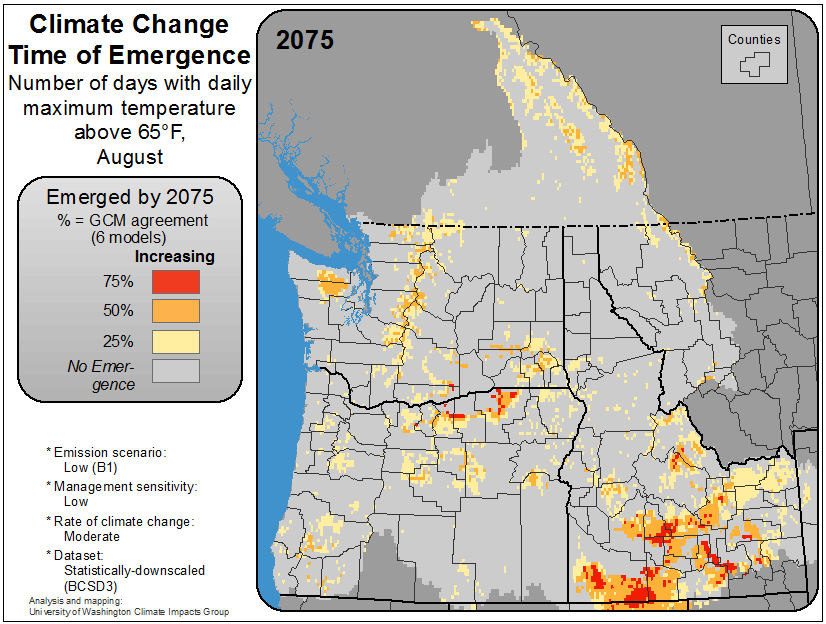 Climate Change
Time of Emergence
Number of days with daily
maximum temperature
above 65°F,
August
2075
Counties
Emerged by 2075
% = GCM agreement
(6 models)
Increasing
75%
50%
25%
No Emer-
gence
* Emission scenario:
Low (B1)
* Management sensitivity:
Low
* Rate of climate change:
Moderate
* Dataset:
Statistically-downscaled
(BCSD3)
Analysis and mapping:
University of Washington Climate Impacts Group